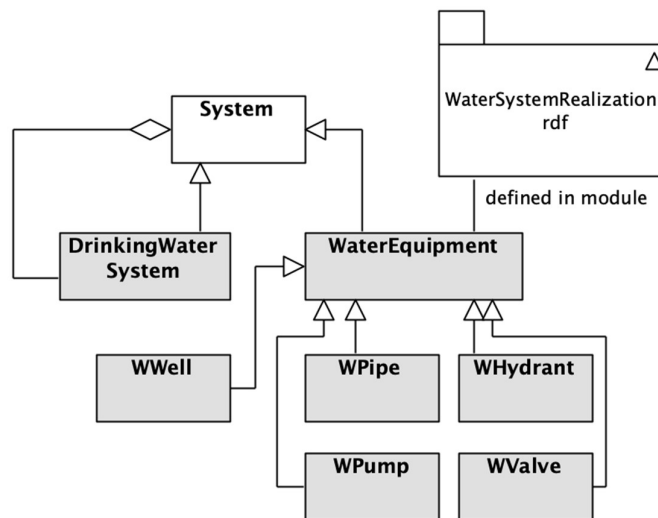 System
WaterSystemRealization
rdf
defined in module
DrinkingWater
System
WaterEquipment
WWell
WPipe
WHydrant
WPump
WValve